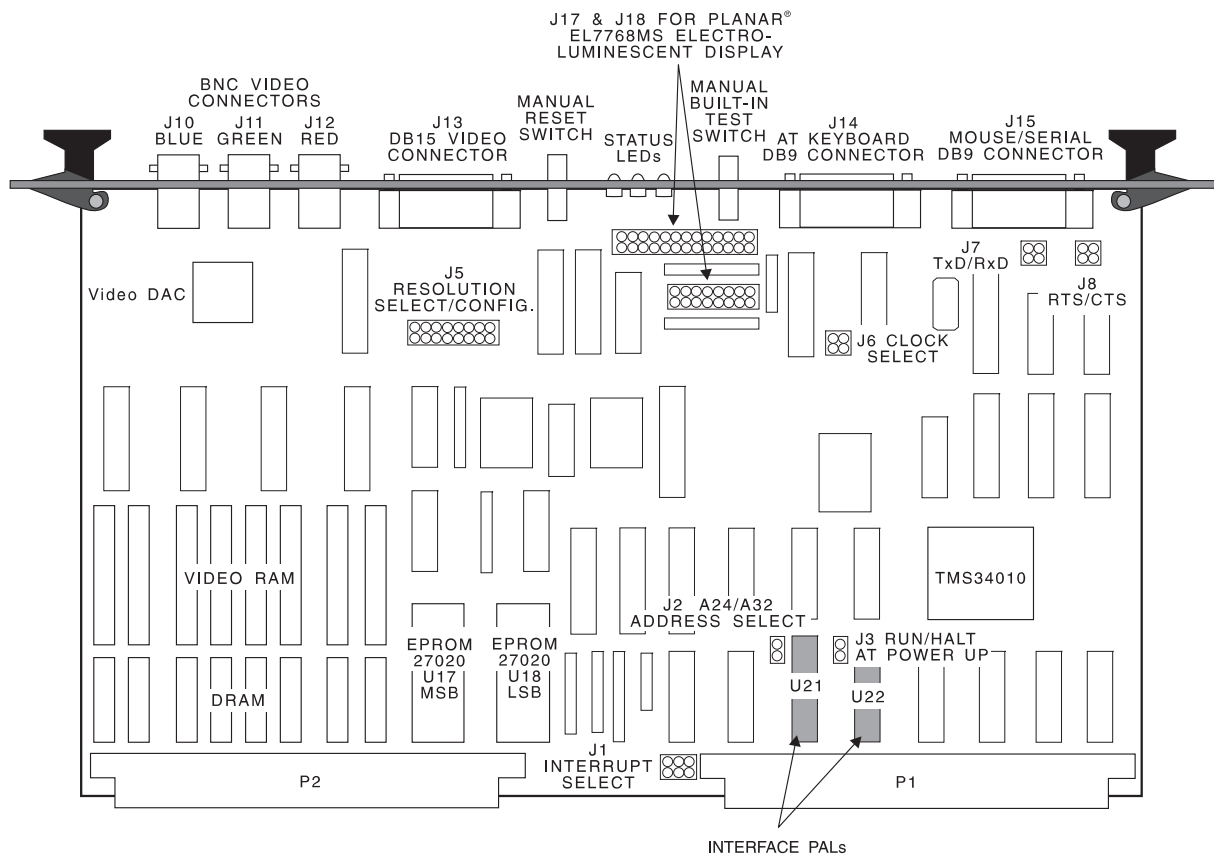 J17 & J18 FOR PLANAR®
EL7768MS ELECTRO-
LUMINESCENT DISPLAY
BNC VIDEO
CONNECTORS
J10
BLUE
J11
GREEN
J12
RED
J13
DB15 VIDEO
CONNECTOR
MANUAL
RESET
SWITCH
STATUS
LEDs
MANUAL
BUILT-IN
TEST
SWITCH
J14
AT KEYBOARD
DB9 CONNECTOR
J15
MOUSE/SERIAL
DB9 CONNECTOR
Video DAC
J5
RESOLUTION
SELECT/CONFIG.
J7
TxD/RxD
J8
RTS/CTS
J6 CLOCK
SELECT
VIDEO RAM
TMS34010
J2 A24/A32
ADDRESS SELECT
J3 RUN/HALT
AT POWER UP
EPROM
27020
U17
MSB
EPROM
27020
U18
LSB
DRAM
U21
U22
J1
INTERRUPT
SELECT
P2
P1
INTERFACE PALs